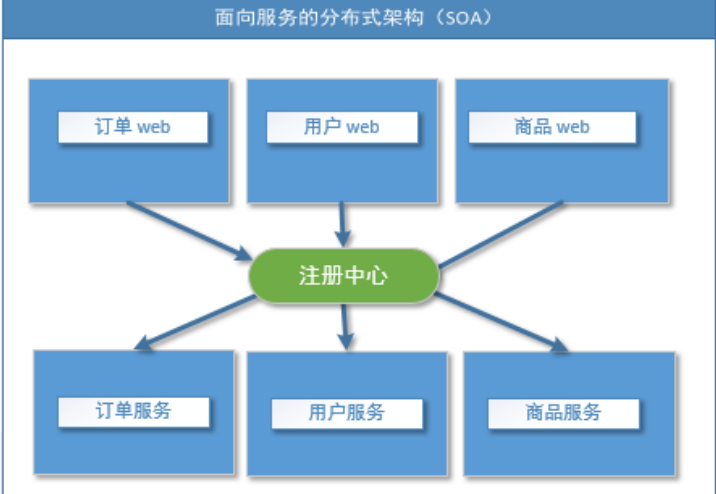 面向服务的分布式架构（SOA）
订单 web
用户 web
商品 web
注册中心
订单服务
用户服务
商品服务